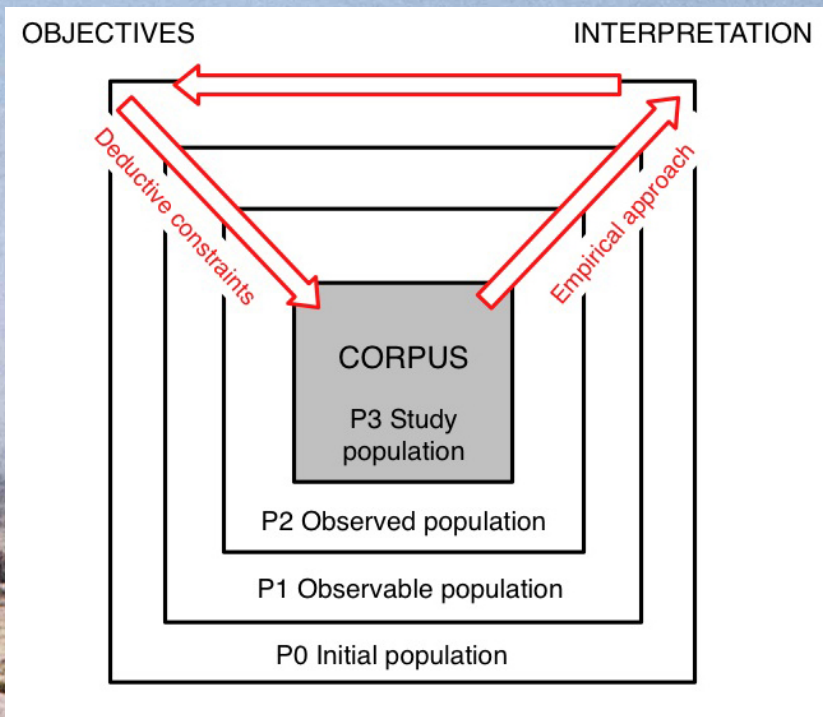 OBJECTIVES
INTERPRETATION
Deductive constraints
Empirical approach
CORPUS
P3 Study
population
P2 Observed population
P1 Observable population
P0 Initial population